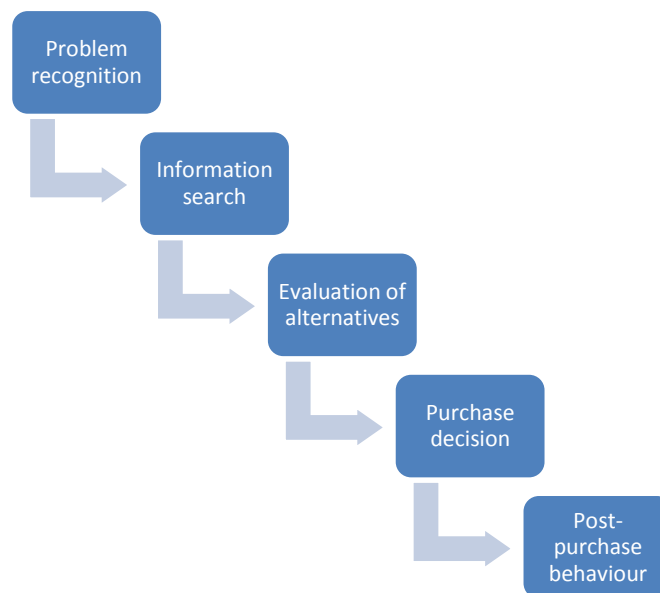 Problem
recognition
Information
search
Evaluation of
alternatives
Purchase
decision
Post-
purchase
behaviour